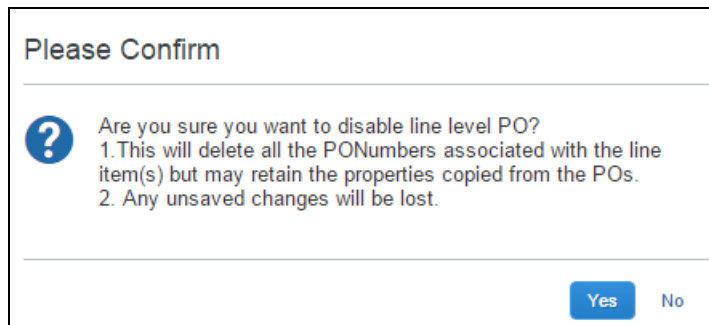 Please Confirm
Are you sure you want to disable line level PO?
1.This will delete all the PONumbers associated with the line
item(s) but may retain the properties copied from the POs.
2. Any unsaved changes will be lost.
Yes No